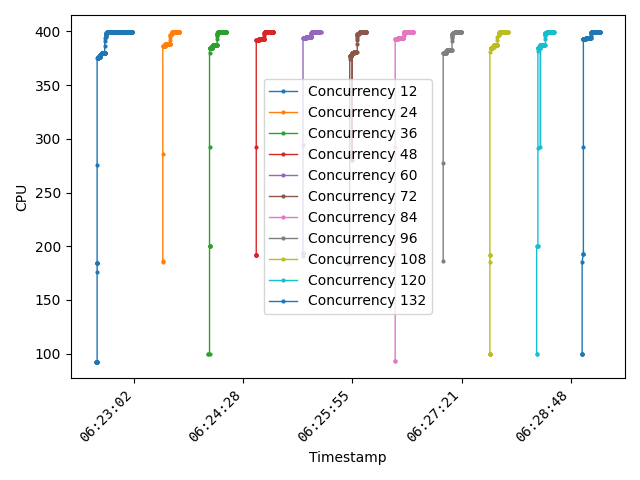 400
350
300
250
200
150
100
CPU
Concurrency 12
Concurrency 24
Concurrency 36
Concurrency 48
Concurrency 60
Concurrency 72
Concurrency 84
Concurrency 96
Concurrency 108
Concurrency 120
Concurrency 132
06:23:02
06:24:28
06:25:55
06:27:21
06:28:48
Timestamp